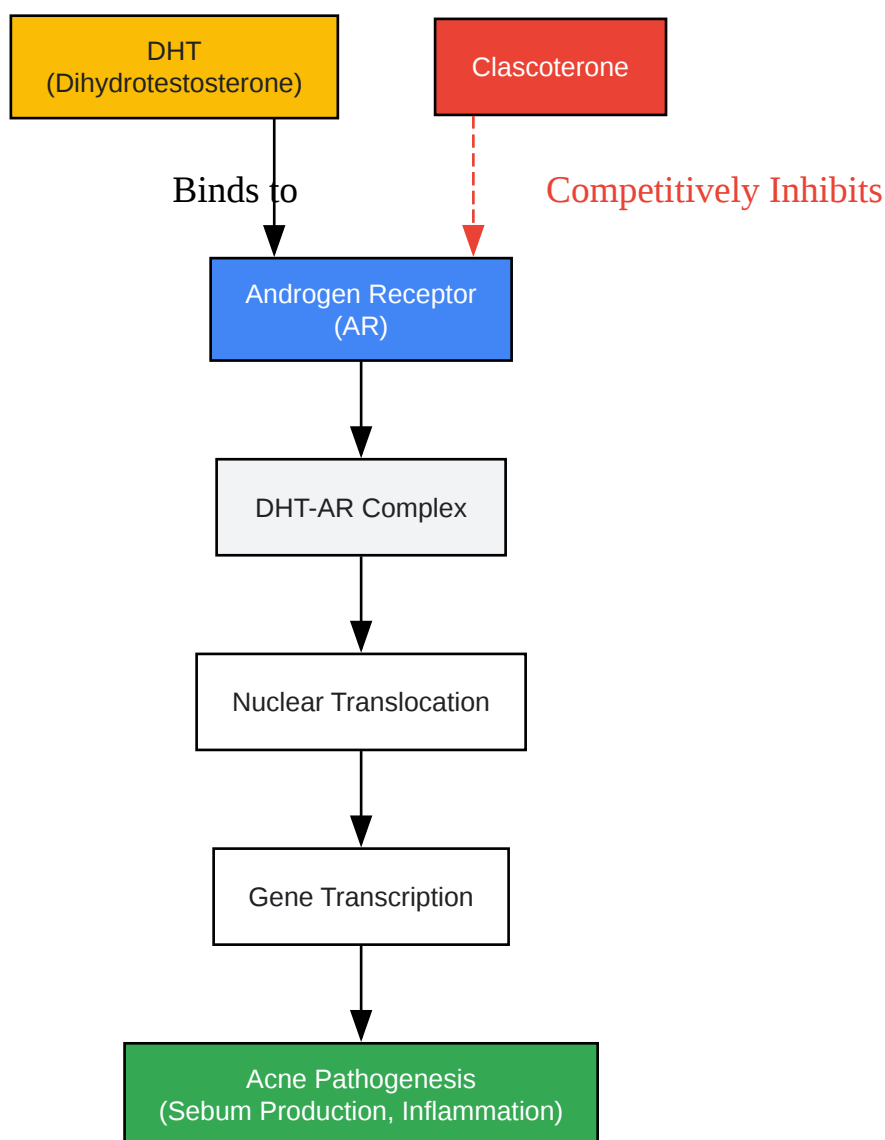 DHT
(Dihydrotestosterone)
Clascoterone
Binds to
Competitively Inhibits
Androgen Receptor
(AR)
DHT-AR Complex
Nuclear Translocation
Gene Transcription
Acne Pathogenesis
(Sebum Production, Inflammation)